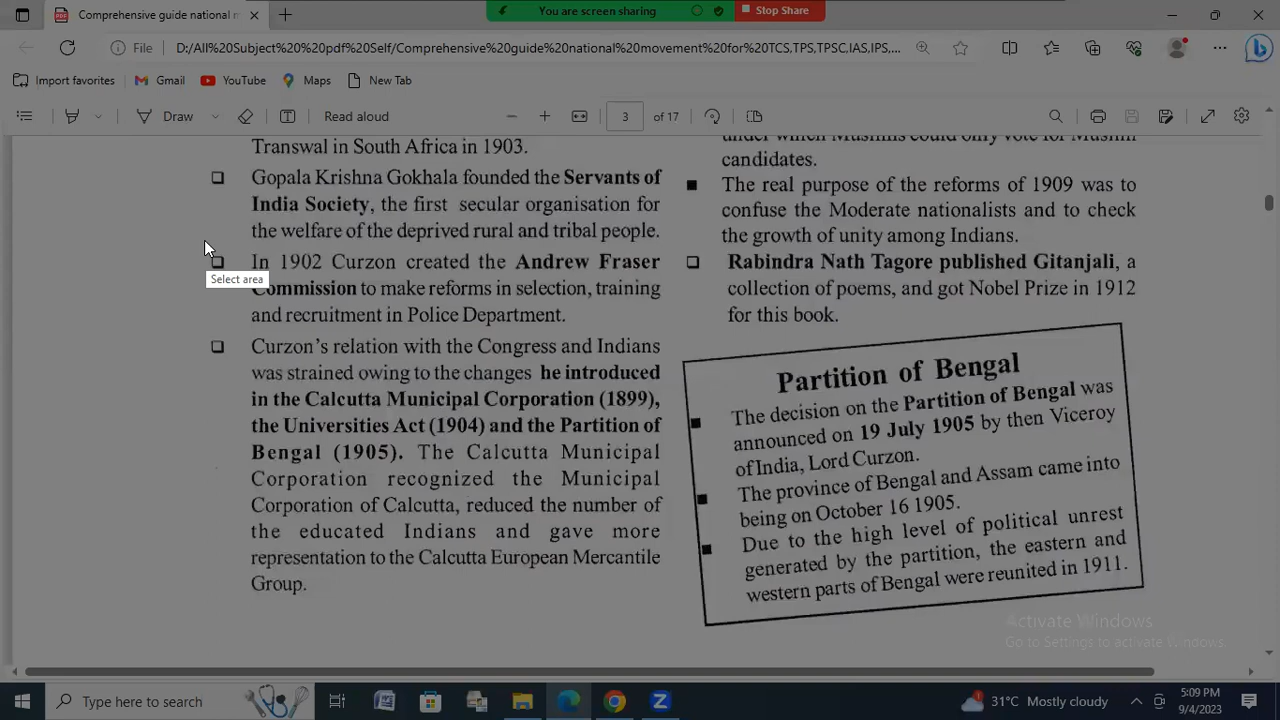 Comprehensive guide national m
You are screen sharing
Stop Share
File
D:/All%20Subject%20%20pdf%20Self/Comprehensive%20guide%20national%20movement%20for%20TCS,TPS,TPSC,IAS,IPS,...
Import favorites
Gmail
YouTube
Maps
New Tab
Draw
Read aloud
3
of 17
Transwal in South Africa in 1903.
Gopala Krishna Gokhala founded the Servants of
India Society, the first secular organisation for
the welfare of the deprived rural and tribal people.
In 1902 Curzon created the Andrew Fraser
Select area
Commission to make reforms in selection, training
and recruitment in Police Department.
Curzon's relation with the Congress and Indians
was strained owing to the changes he introduced
in the Calcutta Municipal Corporation (1899),
the Universities Act (1904) and the Partition of
Bengal (1905). The Calcutta Municipal
Corporation recognized the Municipal
Corporation of Calcutta, reduced the number of
the educated Indians and gave more
representation to the Calcutta European Mercantile
Group.
under which Muslims could only vote for Muslim
candidates.
The real purpose of the reforms of 1909 was to
confuse the Moderate nationalists and to check
the growth of unity among Indians.
Rabindra Nath Tagore published Gitanjali, a
collection of poems, and got Nobel Prize in 1912
for this book.
Partition of Bengal
The decision on the Partition of Bengal was
announced on 19 July 1905 by then Viceroy
of India, Lord Curzon.
The province of Bengal and Assam came into
being on October 16 1905.
Due to the high level of political unrest
generated by the partition, the eastern and
western parts of Bengal were reunited in 1911.
Activate Windows
Go to Settings to activate Windows.
Type here to search
31°C Mostly cloudy
5:09 PM
9/4/2023